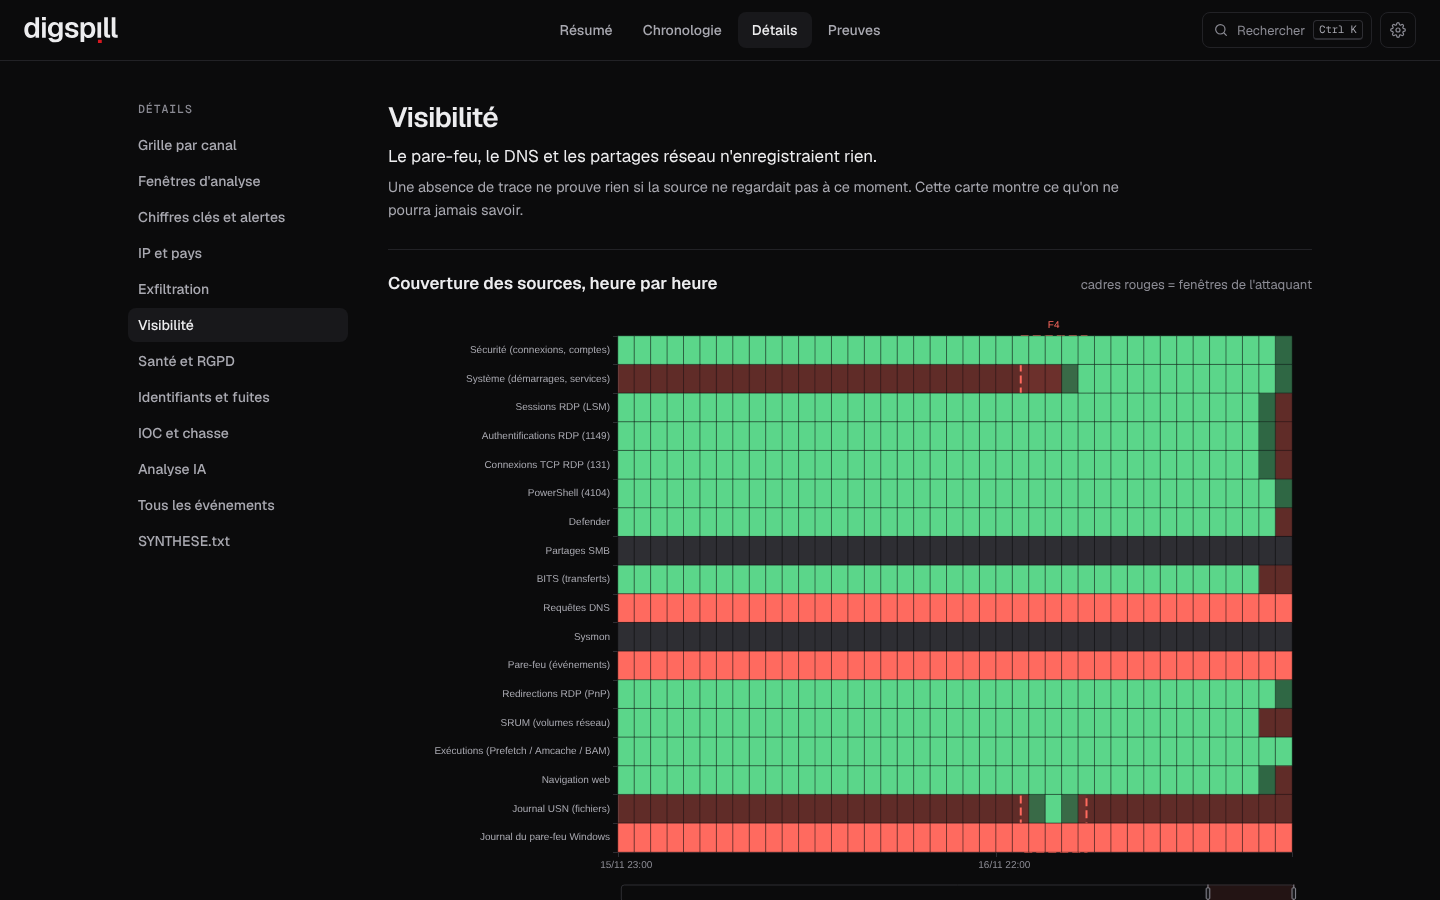 digspill
Résumé
Chronologie
Détails
Preuves
Rechercher
Ctrl K
DÉTAILS
Grille par canal
Fenêtres d'analyse
Chiffres clés et alertes
IP et pays
Exfiltration
Visibilité
Santé et RGPD
Identifiants et fuites
IOC et chasse
Analyse IA
Tous les événements
SYNTHESE.txt
Visibilité
Le pare-feu, le DNS et les partages réseau n'enregistraient rien.
Une absence de trace ne prouve rien si la source ne regardait pas à ce moment. Cette carte montre ce qu'on ne
pourra jamais savoir.
Couverture des sources, heure par heure
cadres rouges = fenêtres de l'attaquant
F4
Sécurité (connexions, comptes)
Système (démarrages, services)
Sessions RDP (LSM)
Authentifications RDP (1149)
Connexions TCP RDP (131)
PowerShell (4104)
Defender
Partages SMB
BITS (transferts)
Requêtes DNS
Sysmon
Pare-feu (événements)
Redirections RDP (PnP)
SRUM (volumes réseau)
Exécutions (Prefetch / Amcache / BAM)
Navigation web
Journal USN (fichiers)
Journal du pare-feu Windows
15/11 23:00
16/11 22:00